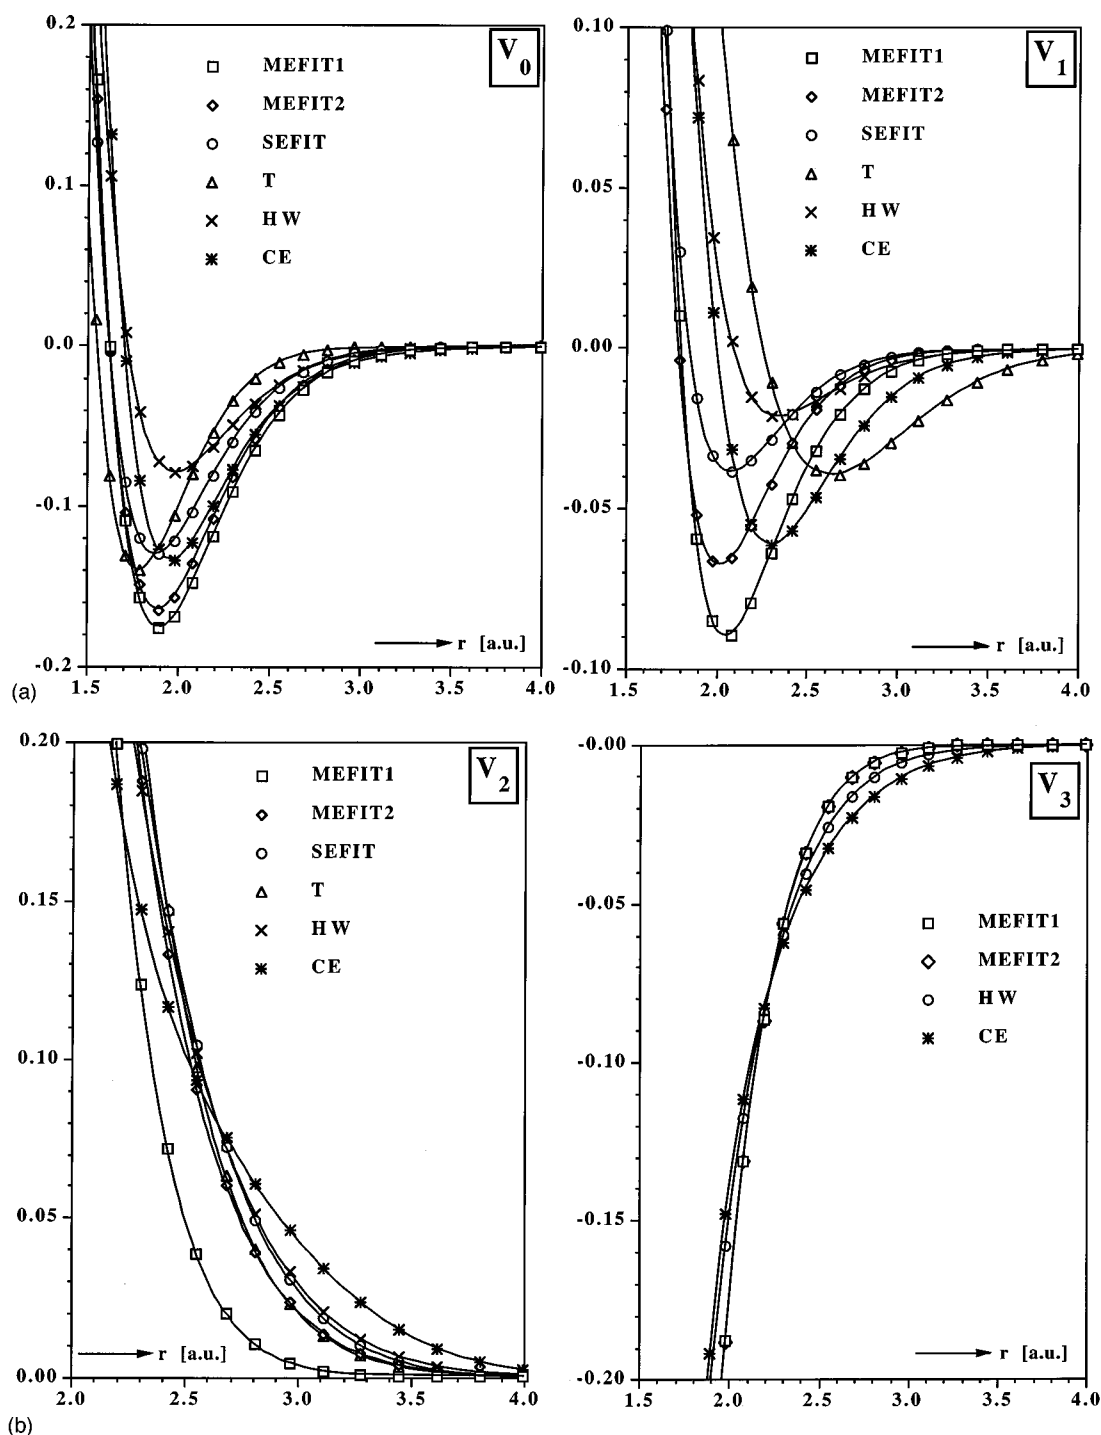 0.2
0.1
0.0
-0.1
-0.2
V0
MEFIT1
MEFIT2
SEFIT
T
HW
CE
r [a.u.]
(a)
1.5 2.0 2.5 3.0 3.5 4.0
0.10
0.05
0.00
-0.05
-0.10
V1
MEFIT1
MEFIT2
SEFIT
T
HW
CE
r [a.u.]
1.5 2.0 2.5 3.0 3.5 4.0
0.20
0.15
0.10
0.05
0.00
V2
MEFIT1
MEFIT2
SEFIT
T
HW
CE
r [a.u.]
2.0 2.5 3.0 3.5 4.0
(b)
-0.00
-0.05
-0.10
-0.15
-0.20
V3
MEFIT1
MEFIT2
HW
CE
r [a.u.]
2.0 2.5 3.0 3.5 4.0